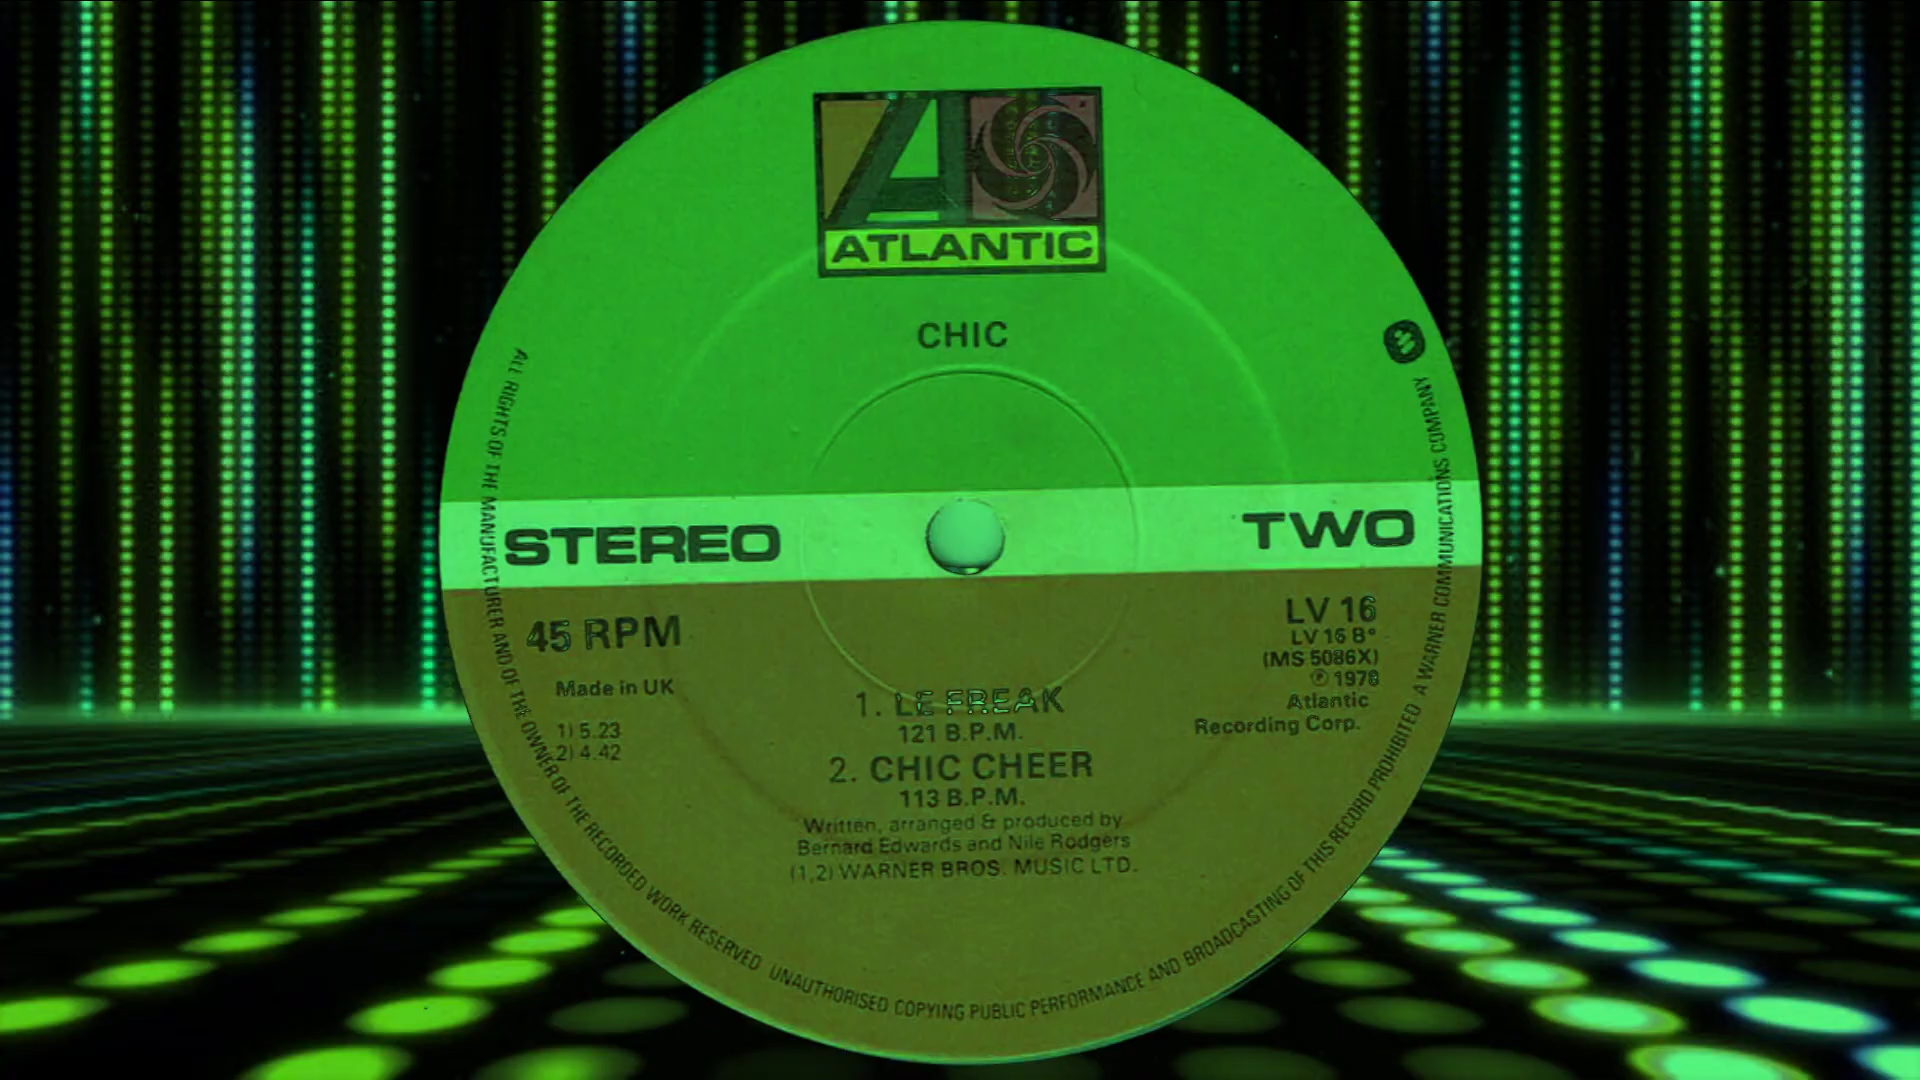 ATLANTIC
CHIC
STEREO
TWO
45 RPM
Made in UK
1) 5.23
2) 4.42
LV 16
LV 16 B°
(MS 5086X)
℗ 1978
Atlantic
Recording Corp.
1. LE FREAK
121 B.P.M.
2. CHIC CHEER
113 B.P.M.
Written, arranged & produced by
Bernard Edwards and Nile Rodgers
(1,2) WARNER BROS. MUSIC LTD.
ALL RIGHTS OF THE MANUFACTURER AND OF THE OWNER OF THE RECORDED WORK RESERVED UNAUTHORISED COPYING PUBLIC PERFORMANCE AND BROADCASTING OF THIS RECORD PROHIBITED A WARNER COMMUNICATIONS COMPANY